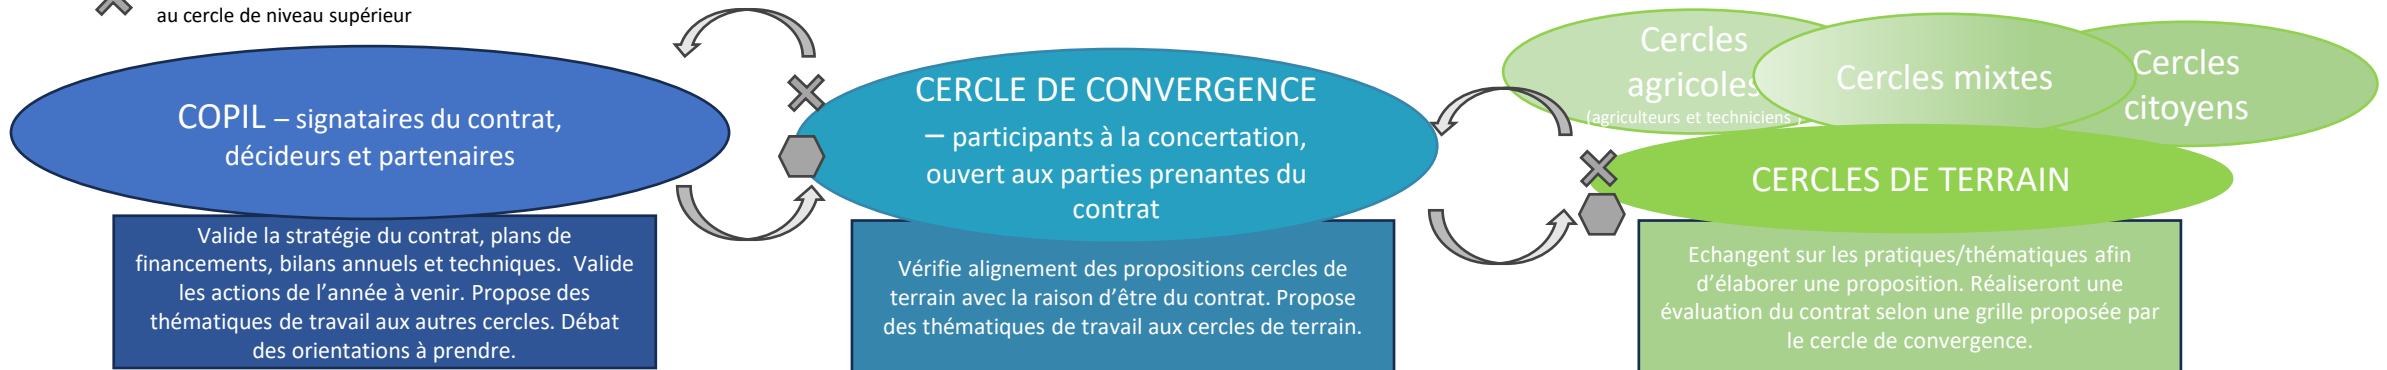 au cercle de niveau supérieur
COPIL – signataires du contrat,
décideurs et partenaires
Valide la stratégie du contrat, plans de
financements, bilans annuels et techniques.  Valide
les actions de l’année à venir. Propose des
thématiques de travail aux autres cercles. Débat
des orientations à prendre.
CERCLE DE CONVERGENCE
– participants à la concertation,
ouvert aux parties prenantes du
contrat
Vérifie alignement des propositions cercles de
terrain avec la raison d’être du contrat. Propose
des thématiques de travail aux cercles de terrain.
Cercles
agricoles
(agriculteurs et techniciens )
Cercles mixtes
Cercles
citoyens
CERCLES DE TERRAIN
Echangent sur les pratiques/thématiques afin
d’élaborer une proposition. Réaliseront une
évaluation du contrat selon une grille proposée par
le cercle de convergence.